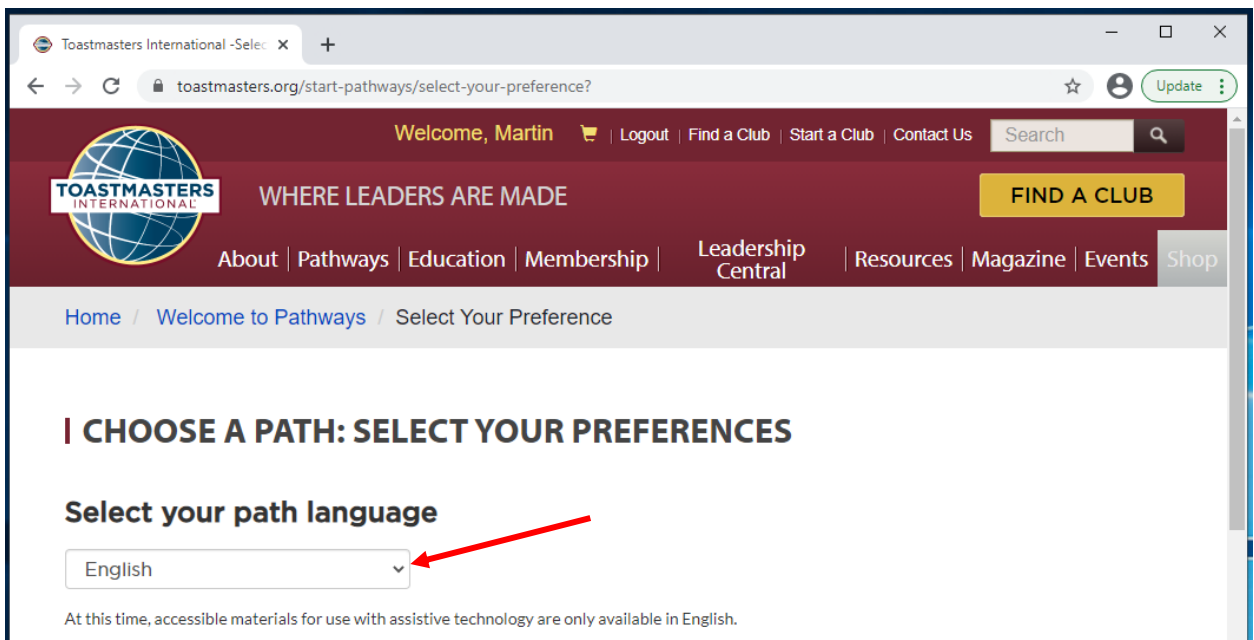 Toastmasters International -Selec
toastmasters.org/start-pathways/select-your-preference?
Update
Welcome, Martin | Logout | Find a Club | Start a Club | Contact Us Search
TOASTMASTERS
INTERNATIONAL
WHERE LEADERS ARE MADE
FIND A CLUB
About | Pathways | Education | Membership | Leadership Central | Resources | Magazine | Events Shop
Home / Welcome to Pathways / Select Your Preference
CHOOSE A PATH: SELECT YOUR PREFERENCES
Select your path language
English
At this time, accessible materials for use with assistive technology are only available in English.